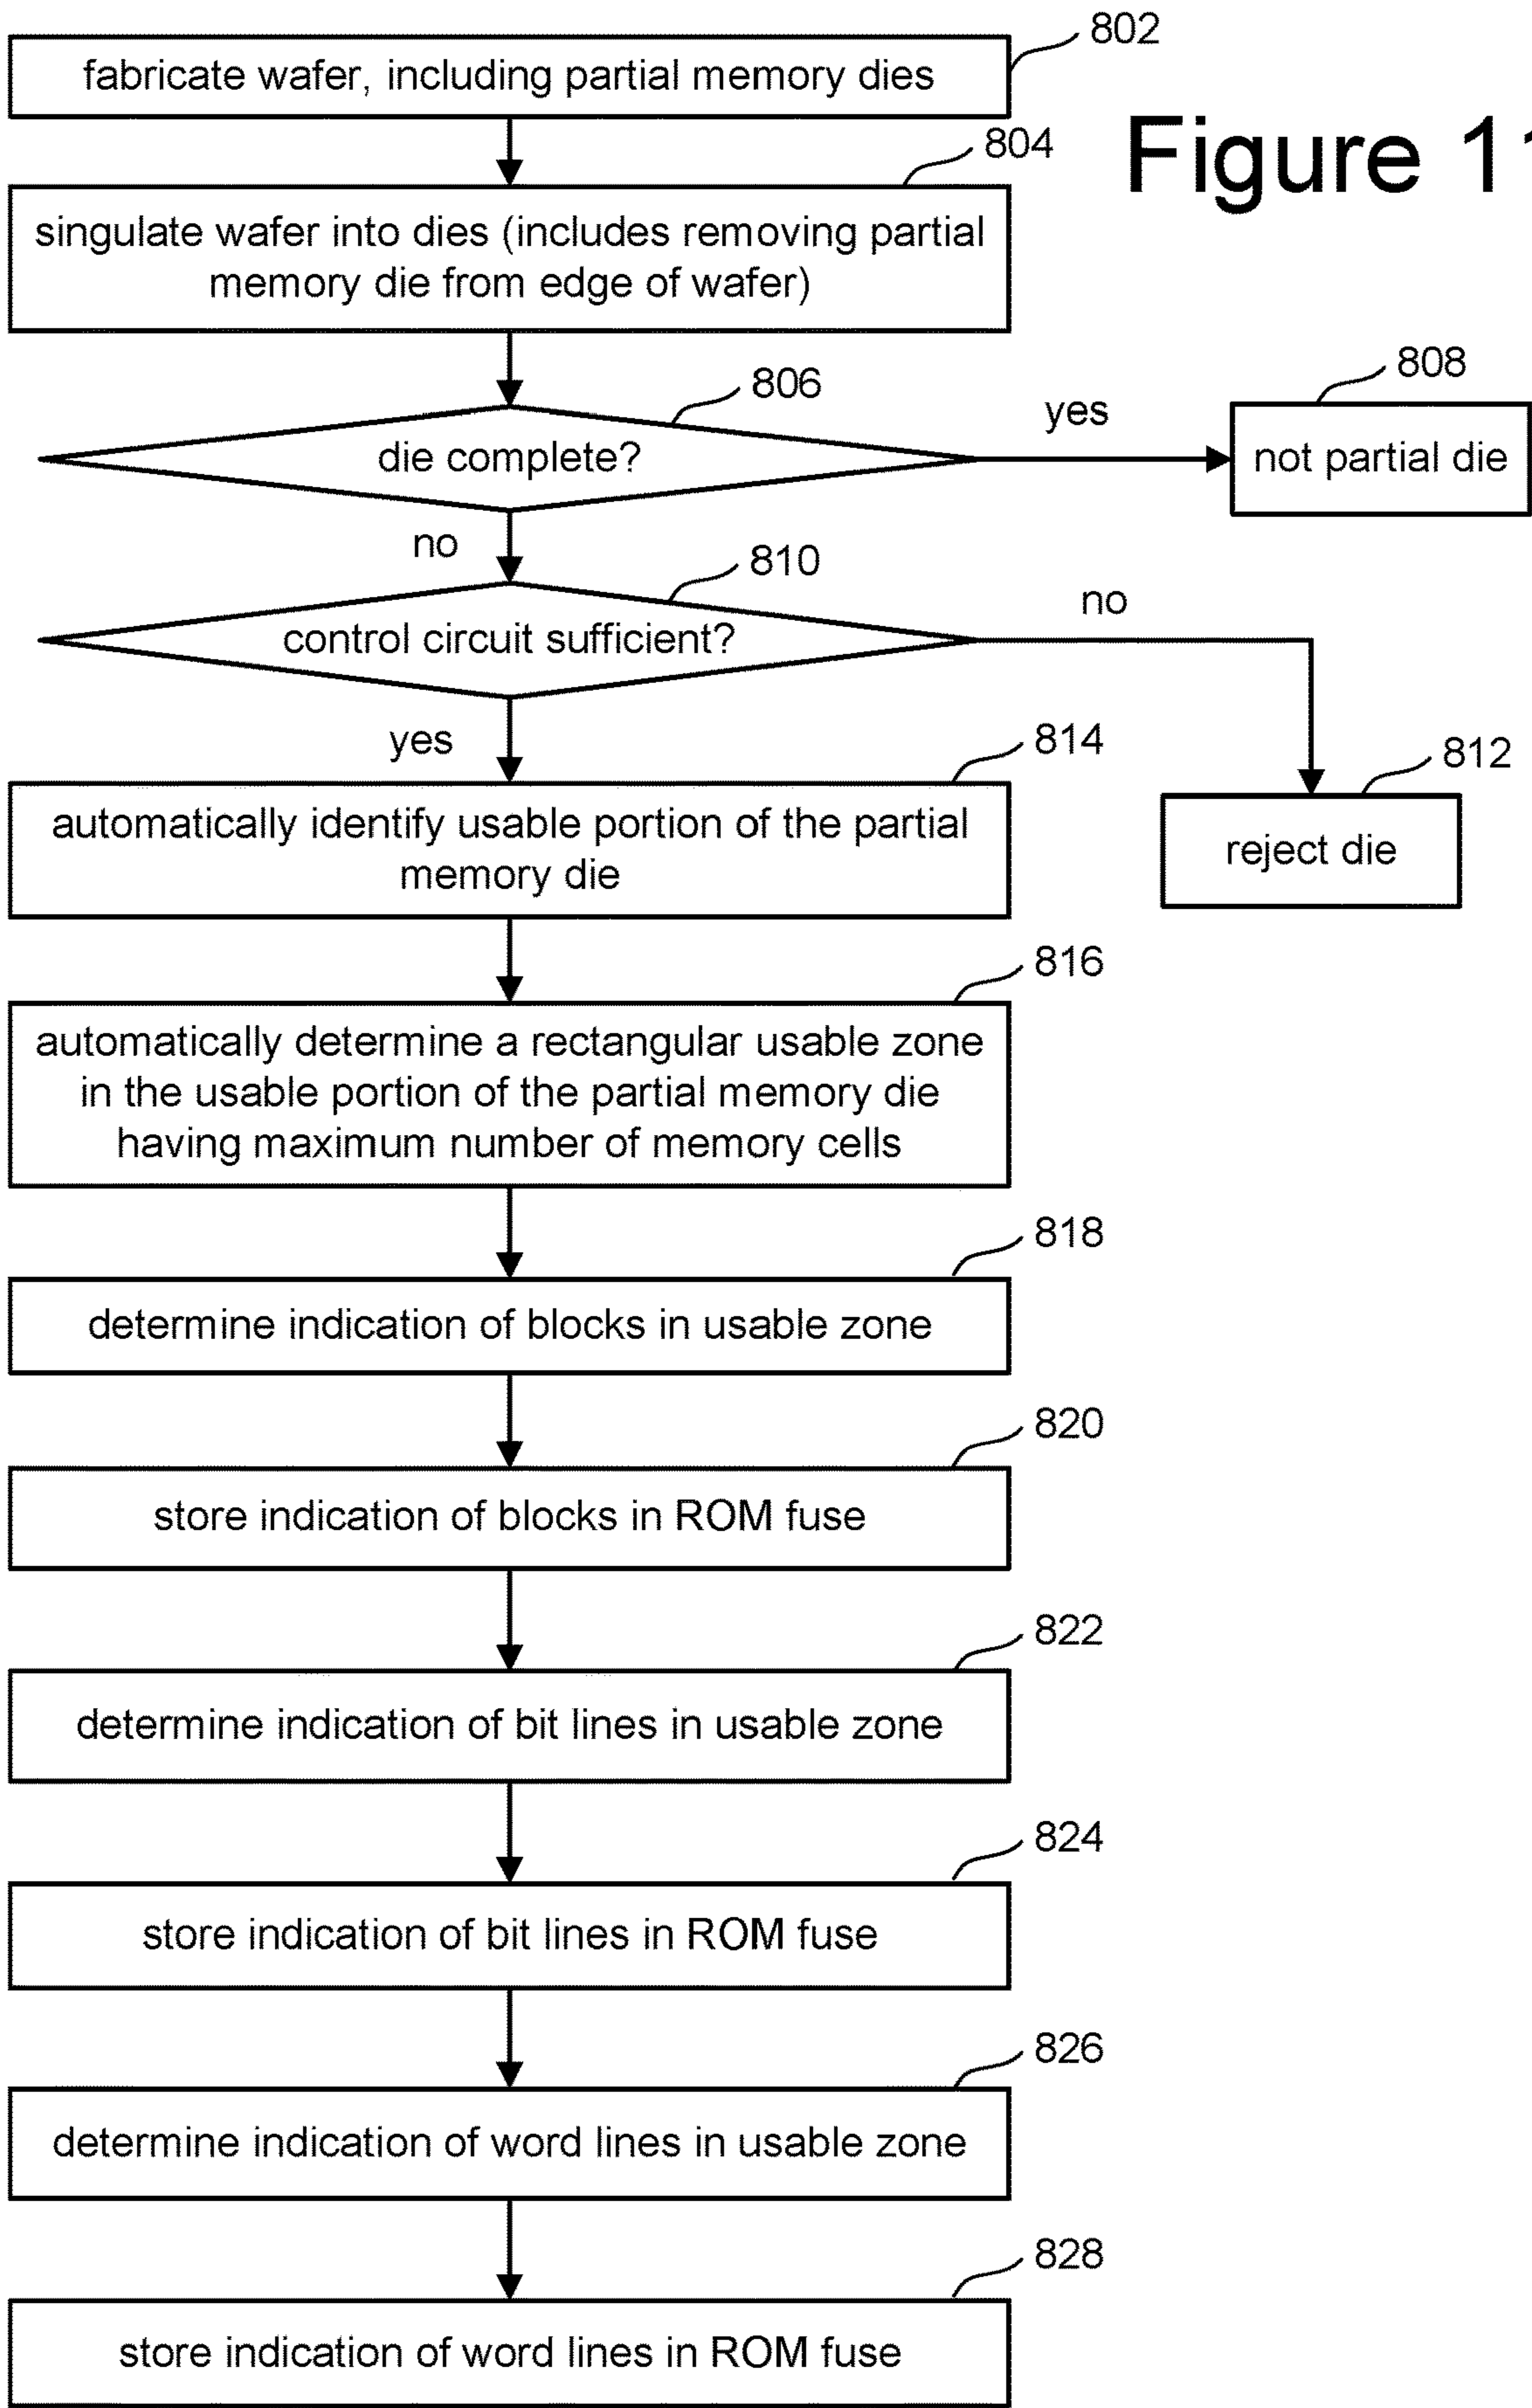 802
fabricate wafer, including partial memory dies
Figure 11
804
singulate wafer into dies (includes removing partial
memory die from edge of wafer)
806
die complete?
yes
808
not partial die
no
810
control circuit sufficient?
no
yes
812
reject die
814
automatically identify usable portion of the partial
memory die
816
automatically determine a rectangular usable zone
in the usable portion of the partial memory die
having maximum number of memory cells
818
determine indication of blocks in usable zone
820
store indication of blocks in ROM fuse
822
determine indication of bit lines in usable zone
824
store indication of bit lines in ROM fuse
826
determine indication of word lines in usable zone
828
store indication of word lines in ROM fuse